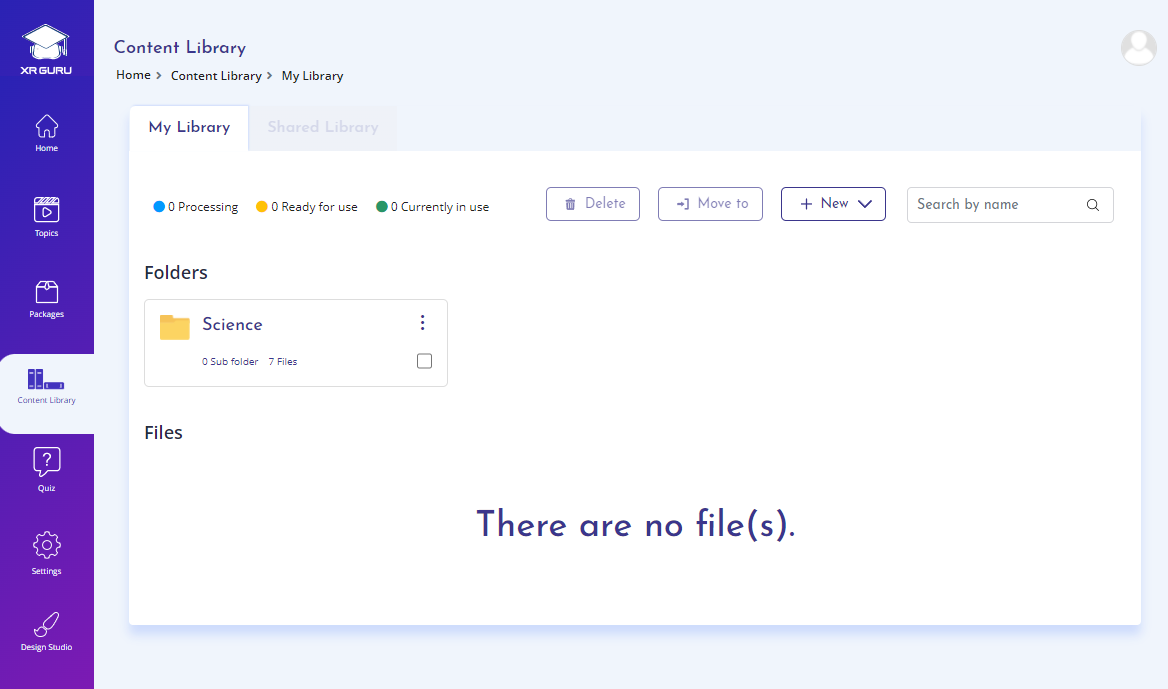 XR GURU
Home
Topics
Packages
Content Library
Quiz
Settings
Design Studio
Content Library
Home > Content Library > My Library
My Library Shared Library
0 Processing 0 Ready for use 0 Currently in use Delete Move to + New Search by name
Folders
Science
0 Sub folder 7 Files
Files
There are no file(s).